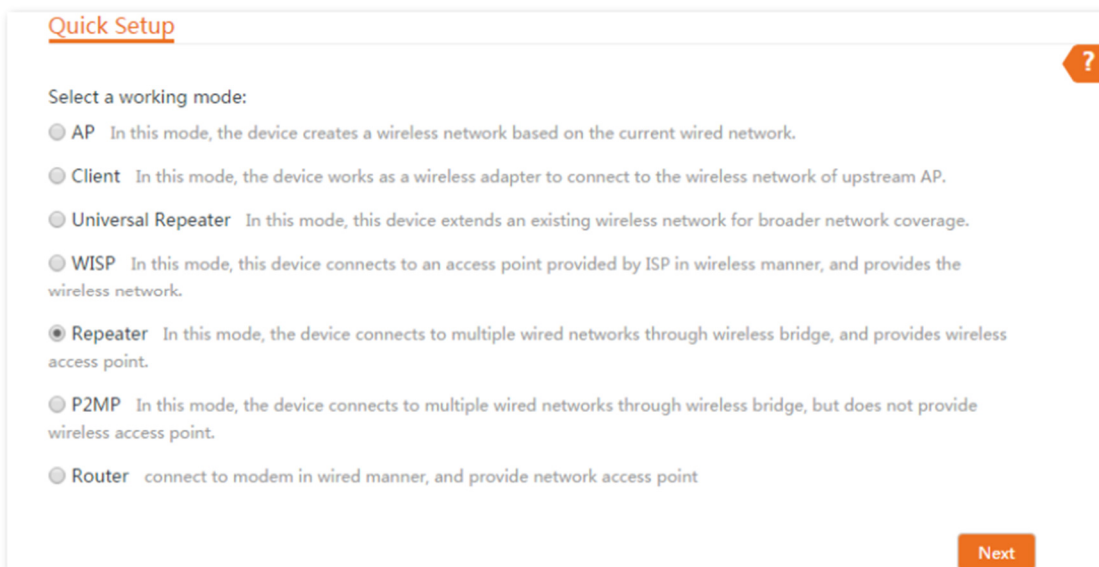 Quick Setup
?
Select a working mode:
AP In this mode, the device creates a wireless network based on the current wired network.
Client In this mode, the device works as a wireless adapter to connect to the wireless network of upstream AP.
Universal Repeater In this mode, this device extends an existing wireless network for broader network coverage.
WISP In this mode, this device connects to an access point provided by ISP in wireless manner, and provides the
wireless network.
Repeater In this mode, the device connects to multiple wired networks through wireless bridge, and provides wireless
access point.
P2MP In this mode, the device connects to multiple wired networks through wireless bridge, but does not provide
wireless access point.
Router connect to modem in wired manner, and provide network access point
Next